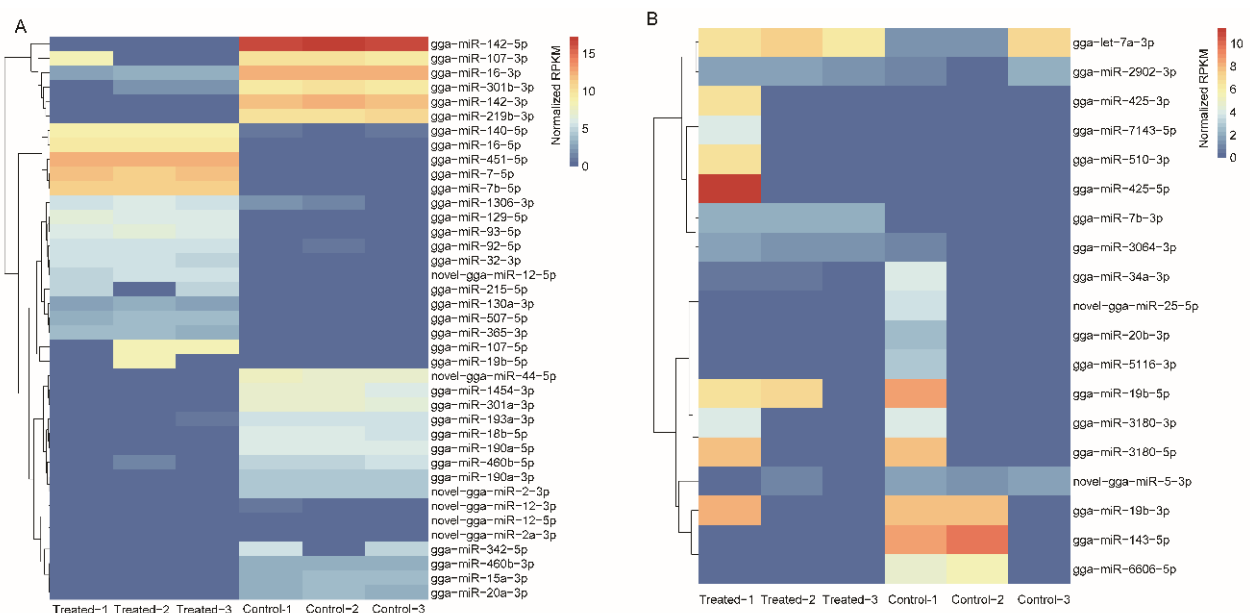 A
gga-miR-142-5p
gga-miR-107-3p
gga-miR-16-3p
gga-miR-301b-3p
gga-miR-142-3p
gga-miR-219b-3p
gga-miR-140-5p
gga-miR-16-5p
gga-miR-451-5p
gga-miR-7-5p
gga-miR-7b-5p
gga-miR-1306-3p
gga-miR-129-5p
gga-miR-93-5p
gga-miR-92-5p
gga-miR-32-3p
novel-gga-miR-12-5p
gga-miR-215-5p
gga-miR-130a-3p
gga-miR-507-5p
gga-miR-365-3p
gga-miR-107-5p
gga-miR-19b-5p
novel-gga-miR-44-5p
gga-miR-1454-3p
gga-miR-301a-3p
gga-miR-193a-3p
gga-miR-18b-5p
gga-miR-190a-5p
gga-miR-460b-5p
gga-miR-190a-3p
novel-gga-miR-2-3p
novel-gga-miR-12-3p
novel-gga-miR-12-5p
novel-gga-miR-2a-3p
gga-miR-342-5p
gga-miR-460b-3p
gga-miR-15a-3p
gga-miR-20a-3p
Treated-1 Treated-2 Treated-3 Control-1 Control-2 Control-3
Normalized RPKM
15
10
5
0
B
gga-let-7a-3p
gga-miR-2902-3p
gga-miR-425-3p
gga-miR-7143-5p
gga-miR-510-3p
gga-miR-425-5p
gga-miR-7b-3p
gga-miR-3064-3p
gga-miR-34a-3p
novel-gga-miR-25-5p
gga-miR-20b-3p
gga-miR-5116-3p
gga-miR-19b-5p
gga-miR-3180-3p
gga-miR-3180-5p
novel-gga-miR-5-3p
gga-miR-19b-3p
gga-miR-143-5p
gga-miR-6606-5p
Treated-1 Treated-2 Treated-3 Control-1 Control-2 Control-3
Normalized RPKM
10
8
6
4
2
0